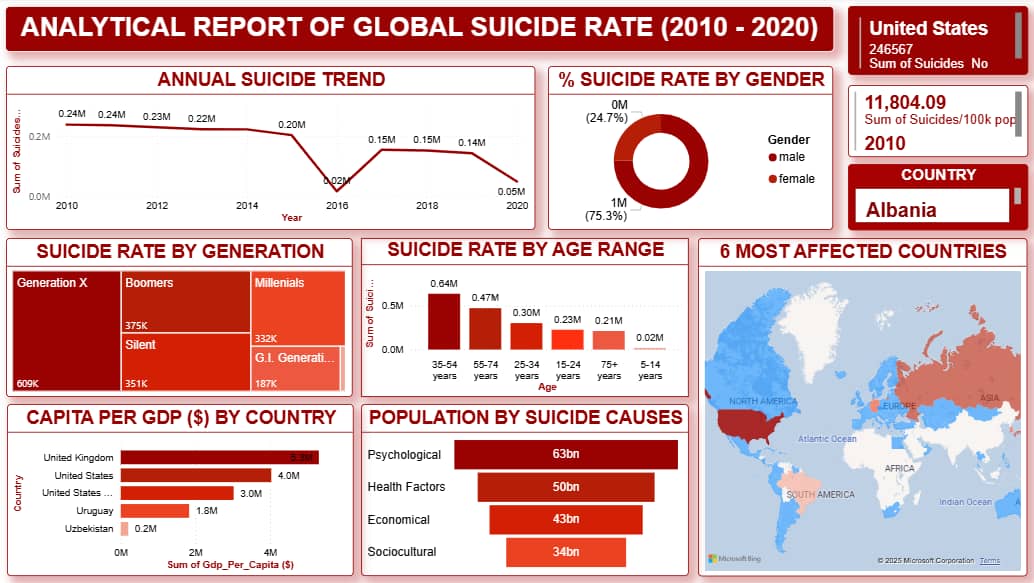 ANALYTICAL REPORT OF GLOBAL SUICIDE RATE (2010 - 2020)
United States
246567
Sum of Suicides No
11,804.09
Sum of Suicides/100k pop
2010
COUNTRY
Albania
ANNUAL SUICIDE TREND
Sum of Suicides...
0.2M
0.0M
0.24M
0.24M
0.23M
0.22M
0.20M
0.02M
0.15M
0.15M
0.14M
0.05M
2010
2012
2014
2016
2018
2020
Year
% SUICIDE RATE BY GENDER
0M
(24.7%)
1M
(75.3%)
Gender
male
female
SUICIDE RATE BY GENERATION
Generation X
609K
Boomers
375K
Silent
351K
Millenials
332K
G.I. Generati...
187K
SUICIDE RATE BY AGE RANGE
Sum of Suici...
0.5M
0.0M
0.64M
0.47M
0.30M
0.23M
0.21M
0.02M
35-54
years
55-74
years
25-34
years
15-24
years
75+
years
5-14
years
Age
6 MOST AFFECTED COUNTRIES
NORTH AMERICA
EUROPE
ASIA
Atlantic Ocean
AFRICA
SOUTH AMERICA
Indian Ocean
A
Microsoft Bing
© 2025 Microsoft Corporation Terms
CAPITA PER GDP ($) BY COUNTRY
Country
United Kingdom
5.3M
United States
4.0M
United States ...
3.0M
Uruguay
1.8M
Uzbekistan
0.2M
0M
2M
4M
Sum of Gdp_Per_Capita ($)
POPULATION BY SUICIDE CAUSES
Psychological
63bn
Health Factors
50bn
Economical
43bn
Sociocultural
34bn